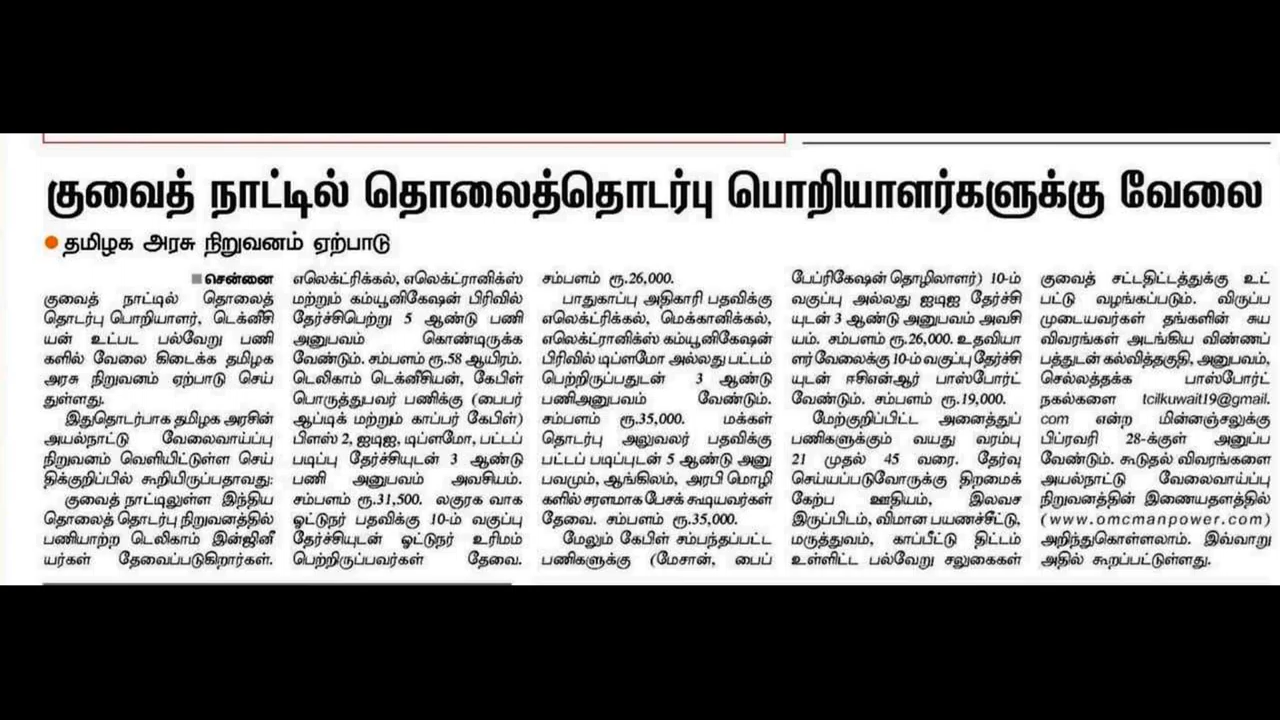 குவைத் நாட்டில் தொலைத்தொடர்பு பொறியாளர்களுக்கு வேலை
தமிழக அரசு நிறுவனம் ஏற்பாடு
சென்னை
குவைத் நாட்டில் தொலைத்
தொடர்பு பொறியாளர், டெக்னீசி
யன் உட்பட பல்வேறு பணி
களில் வேலை கிடைக்க தமிழக
அரசு நிறுவனம் ஏற்பாடு செய்
துள்ளது.
இதுதொடர்பாக தமிழக அரசின்
அயல்நாட்டு வேலைவாய்ப்பு
நிறுவனம் வெளியிட்டுள்ள செய்
திக்குறிப்பில் கூறியிருப்பதாவது:
குவைத் நாட்டிலுள்ள இந்திய
தொலைத் தொடர்பு நிறுவனத்தில்
பணியாற்ற டெலிகாம் இன்ஜினீ
யர்கள் தேவைப்படுகிறார்கள்.
எலெக்ட்ரிக்கல், எலெக்ட்ரானிக்ஸ்
மற்றும் கம்யூனிகேஷன் பிரிவில்
தேர்ச்சிபெற்று 5 ஆண்டு பணி
அனுபவம் கொண்டிருக்க
வேண்டும். சம்பளம் ரூ.58 ஆயிரம்.
டெலிகாம் டெக்னீசியன், கேபிள்
பொருத்துபவர் பணிக்கு (பைபர்
ஆப்டிக் மற்றும் காப்பர் கேபிள்)
பிளஸ் 2, ஐடிஐ, டிப்ளமோ, பட்டப்
படிப்பு தேர்ச்சியுடன் 3 ஆண்டு
பணி அனுபவம் அவசியம்.
சம்பளம் ரூ.31,500. லகுரக வாக
ஓட்டுநர் பதவிக்கு 10-ம் வகுப்பு
தேர்ச்சியுடன் ஓட்டுநர் உரிமம்
பெற்றிருப்பவர்கள் தேவை.
சம்பளம் ரூ.26,000.
பாதுகாப்பு அதிகாரி பதவிக்கு
எலெக்ட்ரிக்கல், மெக்கானிக்கல்,
எலெக்ட்ரானிக்ஸ் கம்யூனிகேஷன்
பிரிவில் டிப்ளமோ அல்லது பட்டம்
பெற்றிருப்பதுடன் 3 ஆண்டு
பணிஅனுபவம் வேண்டும்.
சம்பளம் ரூ.35,000. மக்கள்
தொடர்பு அலுவலர் பதவிக்கு
பட்டப் படிப்புடன் 5 ஆண்டு அனு
பவமும், ஆங்கிலம், அரபி மொழி
களில் சரளமாக பேசக் கூடியவர்கள்
தேவை. சம்பளம் ரூ.35,000.
மேலும் கேபிள் சம்பந்தப்பட்ட
பணிகளுக்கு (மேசான், பைப்
பேப்ரிகேஷன் தொழிலாளர்) 10-ம்
வகுப்பு அல்லது ஐடிஐ தேர்ச்சி
யுடன் 3 ஆண்டு அனுபவம் அவசி
யம். சம்பளம் ரூ.26,000. உதவியா
ளர் வேலைக்கு 10-ம் வகுப்பு தேர்ச்சி
யுடன் ஈசிஎன்ஆர் பாஸ்போர்ட்
வேண்டும். சம்பளம் ரூ.19,000.
மேற்குறிப்பிட்ட அனைத்துப்
பணிகளுக்கும் வயது வரம்பு
21 முதல் 45 வரை. தேர்வு
செய்யப்படுவோருக்கு திறமைக்
கேற்ப ஊதியம், இலவச
இருப்பிடம், விமான பயணச்சீட்டு,
மருத்துவம், காப்பீட்டு திட்டம்
உள்ளிட்ட பல்வேறு சலுகைகள்
குவைத் சட்டதிட்டத்துக்கு உட்
பட்டு வழங்கப்படும். விருப்ப
முடையவர்கள் தங்களின் சுய
விவரங்கள் அடங்கிய விண்ணப்
பத்துடன் கல்வித்தகுதி, அனுபவம்,
செல்லத்தக்க பாஸ்போர்ட்
நகல்களை tcilkuwait19@gmail.
com என்ற மின்னஞ்சலுக்கு
பிப்ரவரி 28-க்குள் அனுப்ப
வேண்டும். கூடுதல் விவரங்களை
அயல்நாட்டு வேலைவாய்ப்பு
நிறுவனத்தின் இணையதளத்தில்
(www.omcmanpower.com)
அறிந்துகொள்ளலாம். இவ்வாறு
அதில் கூறப்பட்டுள்ளது.